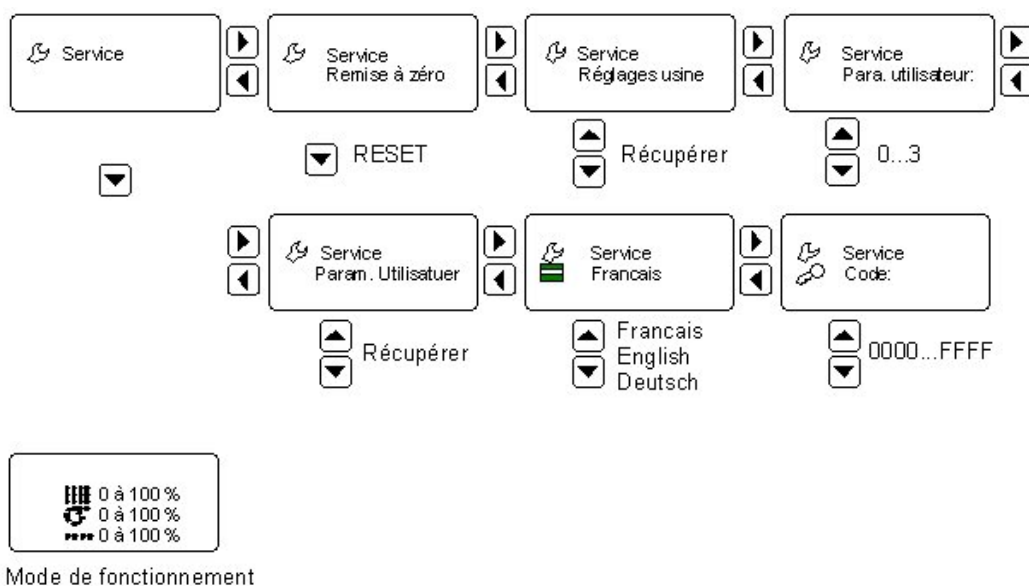 Service
Service
Remise à zéro
Service
Réglages usine
Service
Para. utilisateur:
RESET
Récupérer
0...3
Service
Param. Utilisatuer
Service
Francais
Service
Code:
Récupérer
Francais
English
Deutsch
0000...FFFF
0 à 100 %
0 à 100 %
0 à 100 %
Mode de fonctionnement